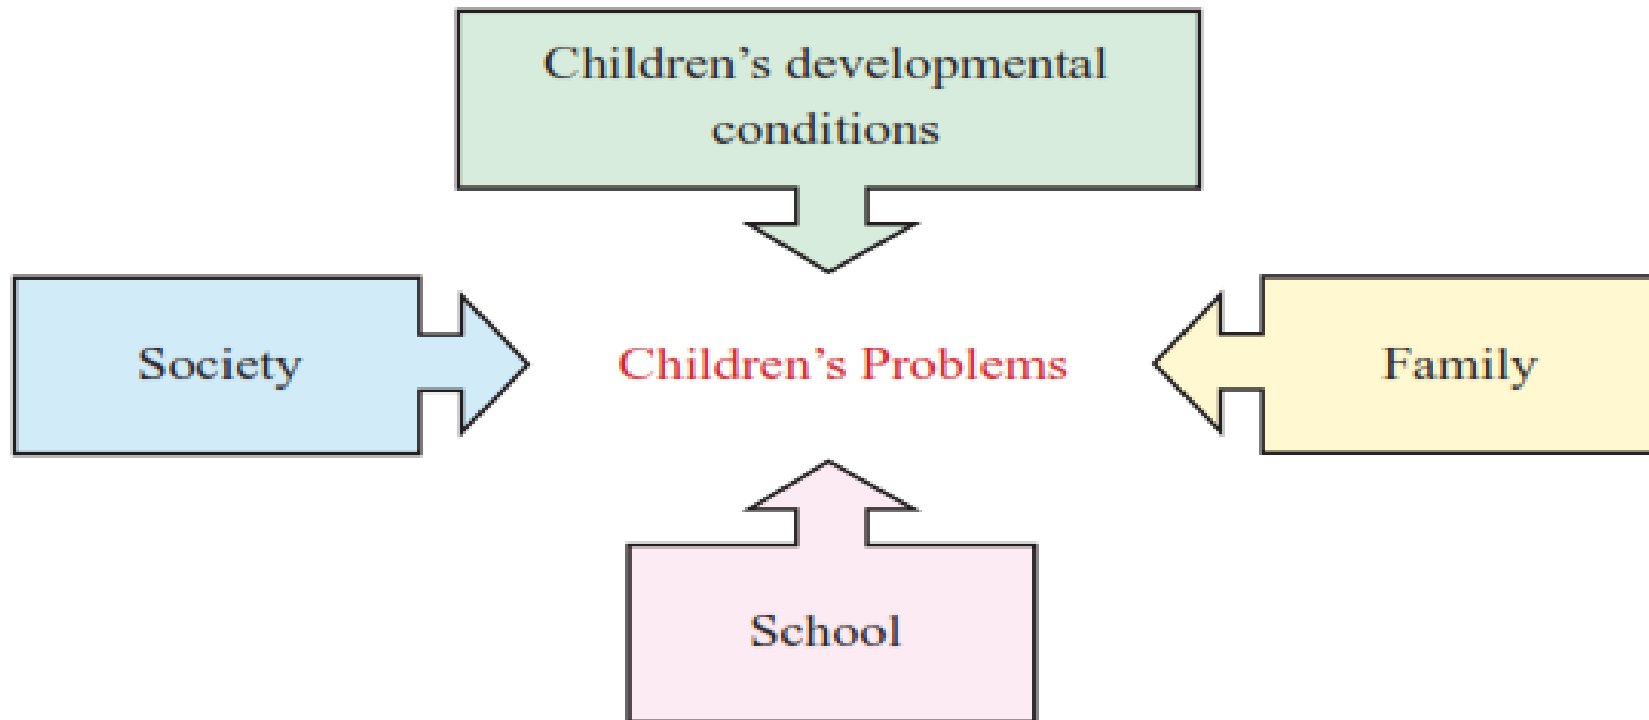 Children’s developmental
conditions
Society
Children’s Problems
Family
School